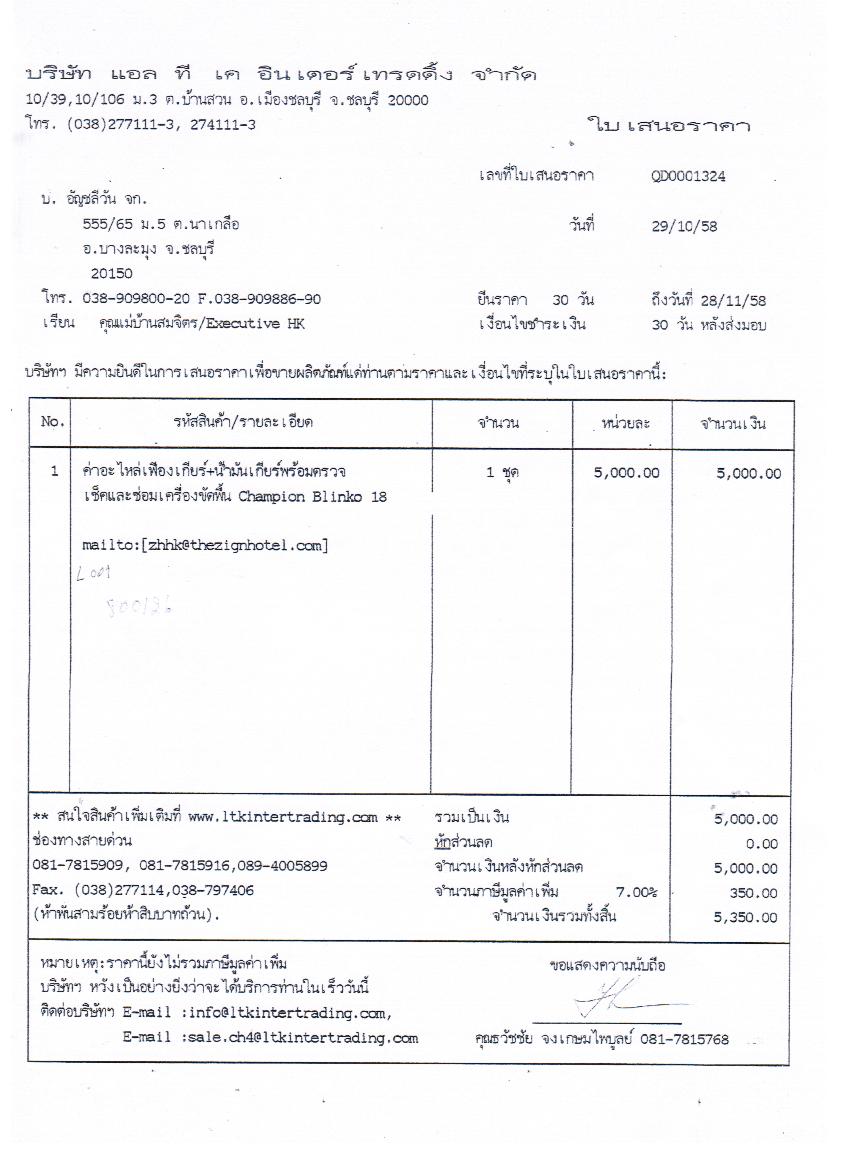 บริษัท แอล ที เค อินเตอร์เทรดดิ้ง จำกัด
10/39,10/106 ม.3 ต.บ้านสวน อ.เมืองชลบุรี จ.ชลบุรี 20000
โทร. (038)277111-3, 274111-3
ใบเสนอราคา
เลขที่ใบเสนอราคา QD0001324
บ. อัญชลีวัน จก.
555/65 ม.5 ต.นาเกลือ
วันที่ 29/10/58
อ.บางละมุง จ.ชลบุรี
20150
โทร. 038-909800-20 F.038-909886-90
ยืนราคา 30 วัน ถึงวันที่ 28/11/58
เรียน คุณแม่บ้านสมจิตร/Executive HK
เงื่อนไขชำระเงิน 30 วัน หลังส่งมอบ
บริษัทฯ มีความยินดีในการเสนอราคาเพื่อขายผลิตภัณฑ์แด่ท่านตามราคาและเงื่อนไขที่ระบุในใบเสนอราคานี้:
No. รหัสสินค้า/รายละเอียด จำนวน หน่วยละ จำนวนเงิน
1 ค่าอะไหล่เฟืองเกียร์+น้ำมันเกียร์พร้อมตรวจ 1 ชุด 5,000.00 5,000.00
เช็คและซ่อมเครื่องขัดพื้น Champion Blinko 18
mailto:[zhhk@thezignhotel.com]
** สนใจสินค้าเพิ่มเติมที่ www.ltkintertrading.com ** รวมเป็นเงิน 5,000.00
ช่องทางสายด่วน หักส่วนลด 0.00
081-7815909, 081-7815916,089-4005899 จำนวนเงินหลังหักส่วนลด 5,000.00
Fax. (038)277114,038-797406 จำนวนภาษีมูลค่าเพิ่ม 7.00% 350.00
(ห้าพันสามร้อยห้าสิบบาทถ้วน). จำนวนเงินรวมทั้งสิ้น 5,350.00
หมายเหตุ:ราคานี้ยังไม่รวมภาษีมูลค่าเพิ่ม ขอแสดงความนับถือ
บริษัทฯ หวังเป็นอย่างยิ่งว่าจะได้บริการท่านในเร็ววันนี้
ติดต่อบริษัทฯ E-mail :info@ltkintertrading.com,
E-mail :sale.ch4@ltkintertrading.com คุณธวัชชัย จงเกษมไพบูลย์ 081-7815768